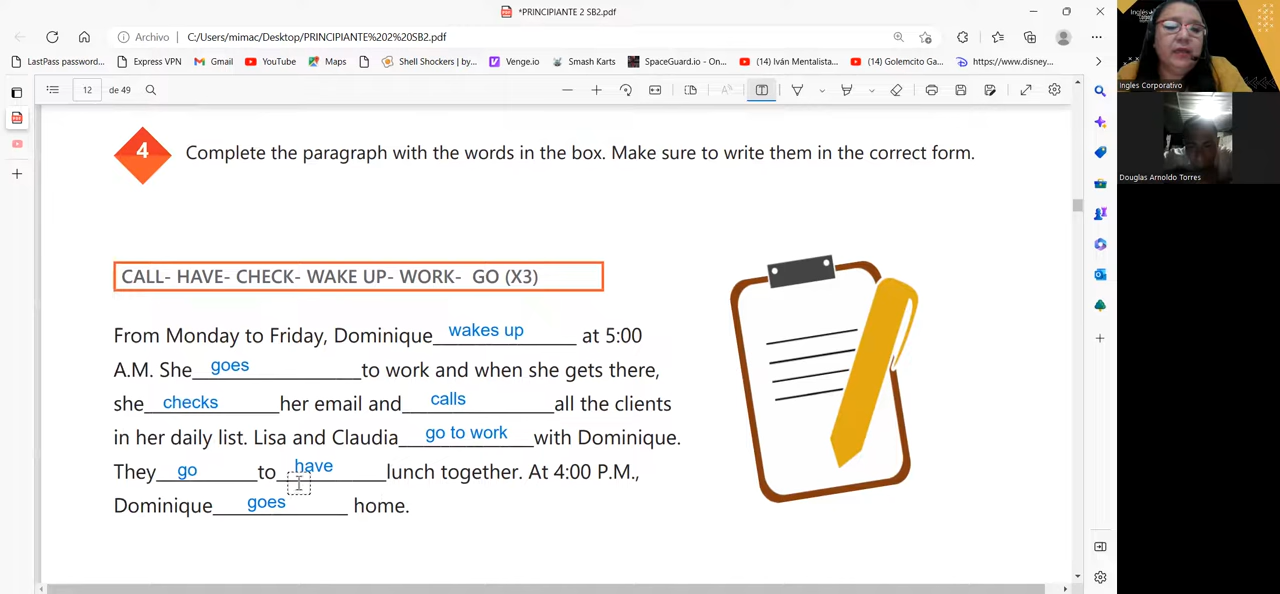 *PRINCIPIANTE 2 SB2.pdf
Archivo C:/Users/mimac/Desktop/PRINCIPIANTE%202%20SB2.pdf
LastPass password... Express VPN Gmail YouTube Maps Shell Shockers | by... Venge.io Smash Karts SpaceGuard.io - On... (14) Iván Mentalista... (14) Golemcito Ga... https://www.disney...
12 de 49
Ingles Corporativo
Douglas Arnoldo Torres
4 Complete the paragraph with the words in the box. Make sure to write them in the correct form.
CALL- HAVE- CHECK- WAKE UP- WORK- GO (X3)
From Monday to Friday, Dominique wakes up at 5:00
A.M. She goes to work and when she gets there,
she checks her email and calls all the clients
in her daily list. Lisa and Claudia go to work with Dominique.
They go to have lunch together. At 4:00 P.M.,
Dominique goes home.